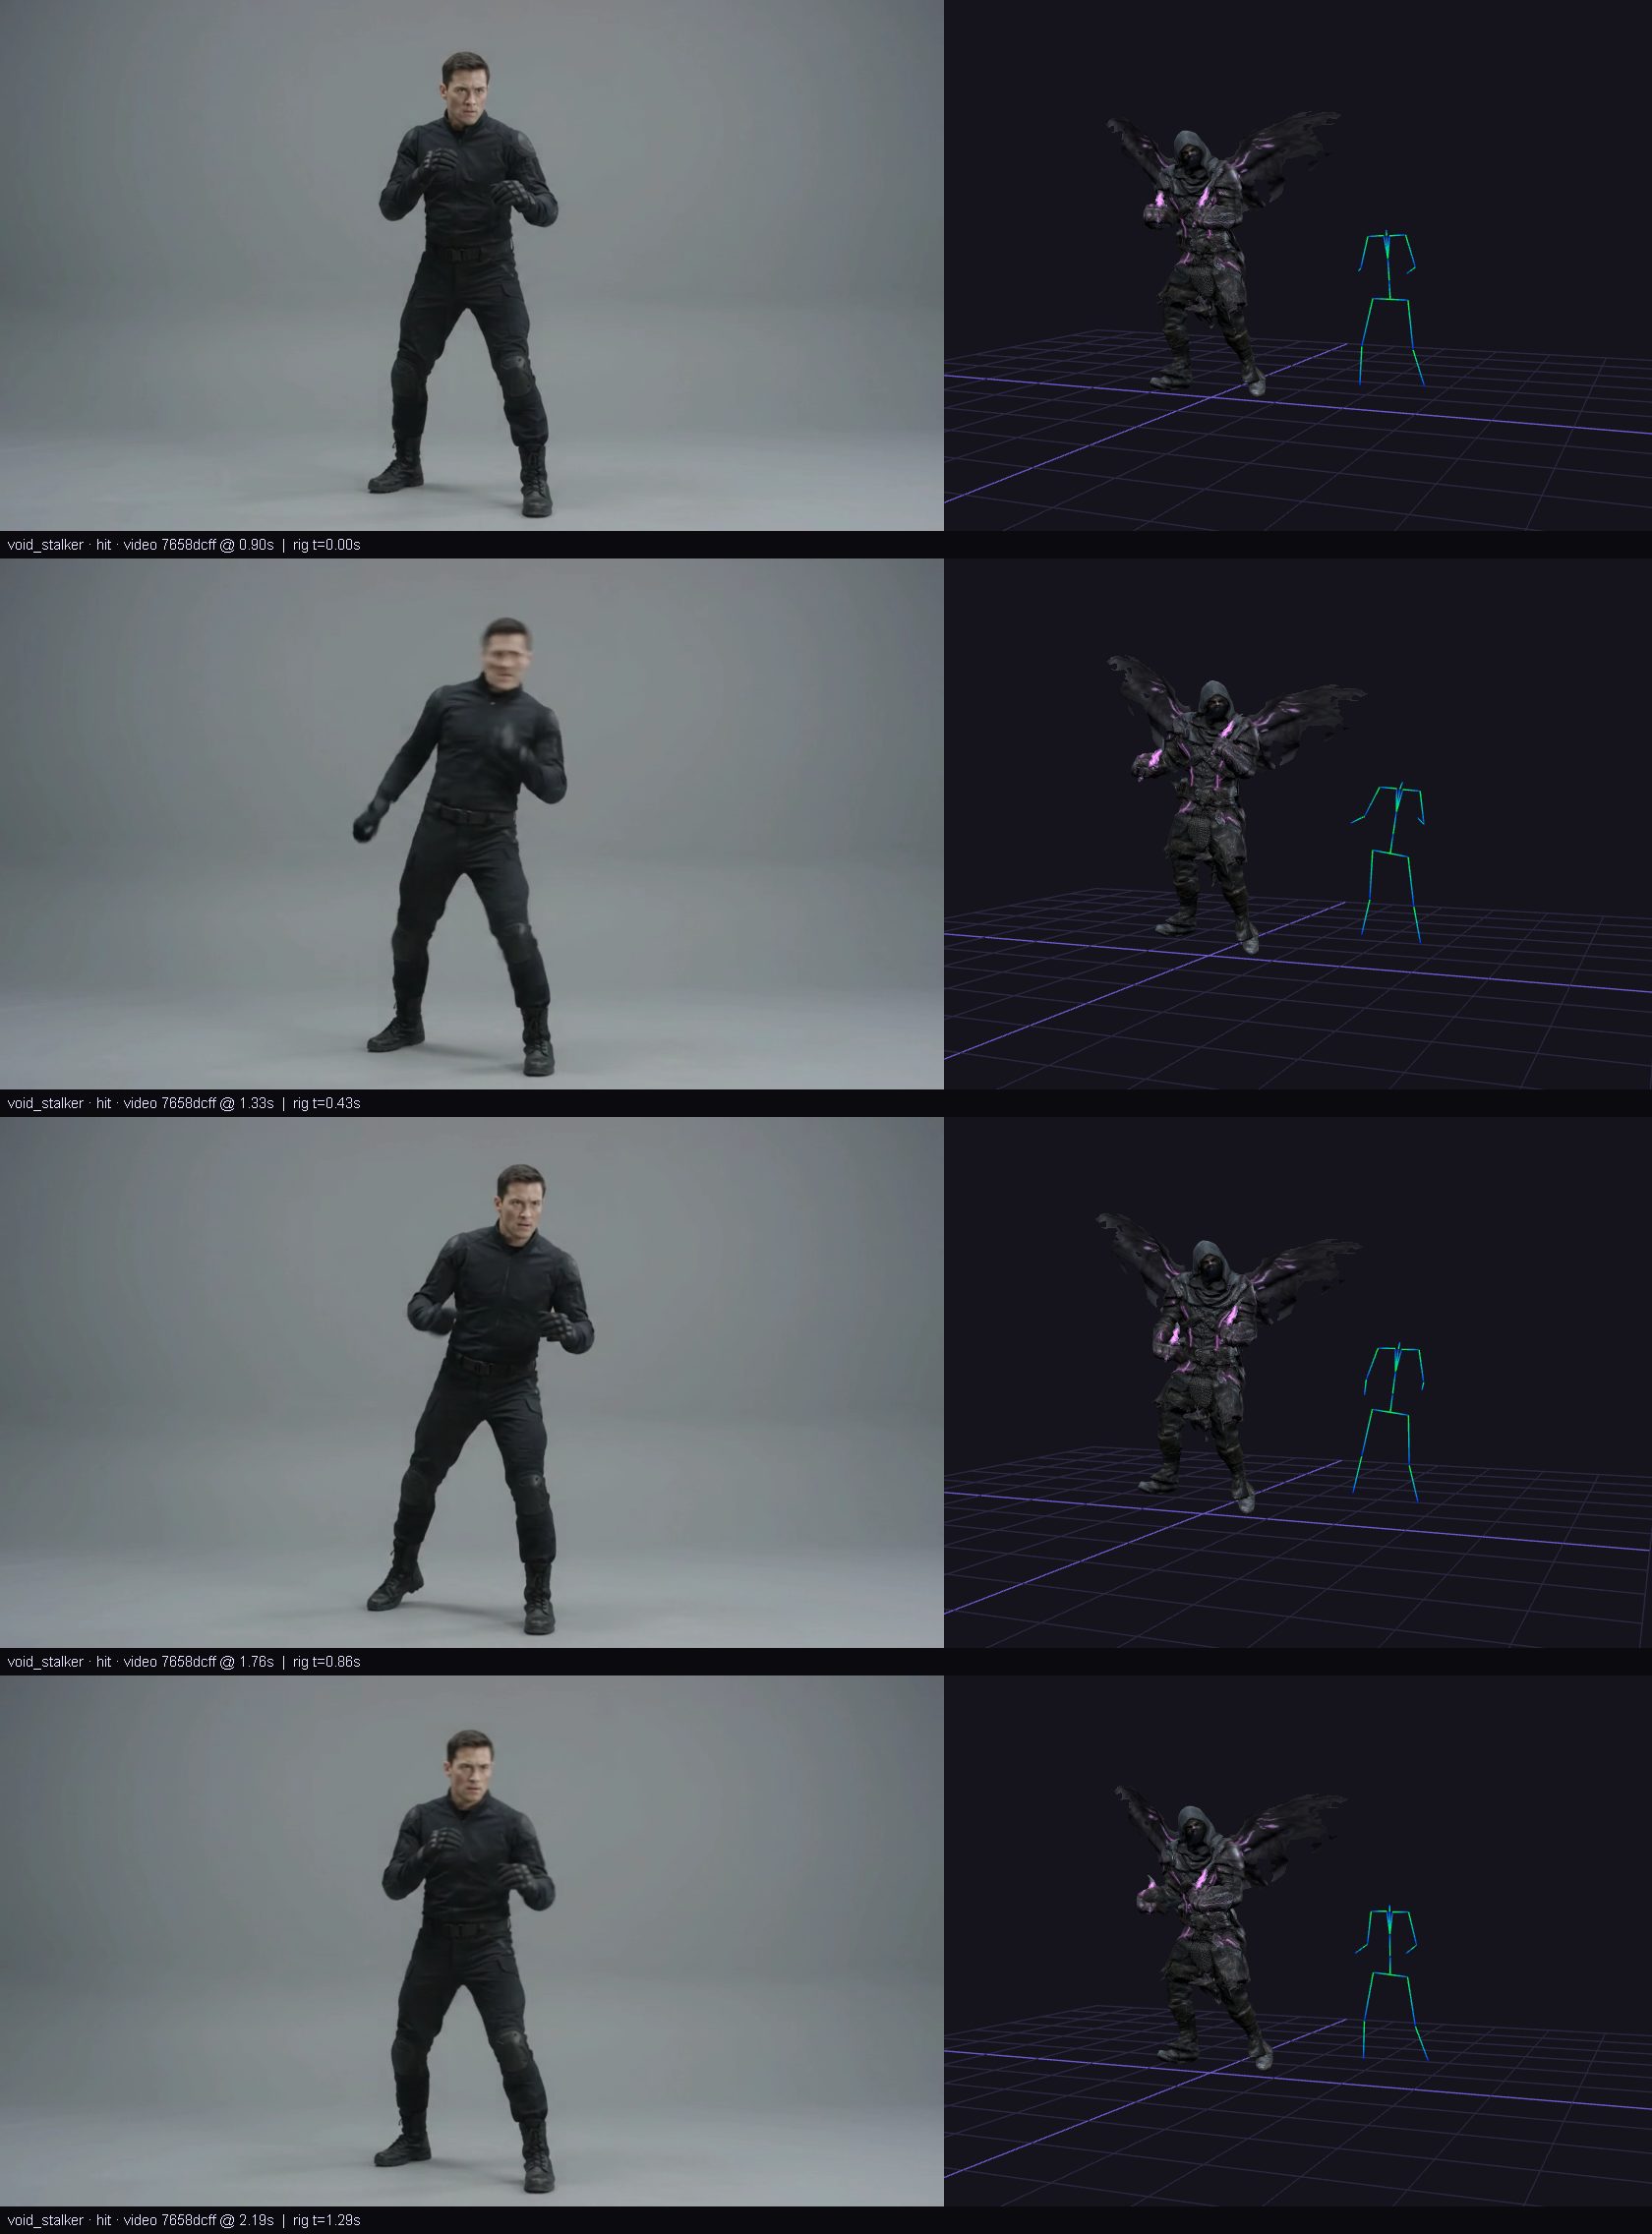 void_stalker · hit · video 7658dcff @ 0.90s | rig t=0.00s
void_stalker · hit · video 7658dcff @ 1.33s | rig t=0.43s
void_stalker · hit · video 7658dcff @ 1.76s | rig t=0.86s
void_stalker · hit · video 7658dcff @ 2.19s | rig t=1.29s